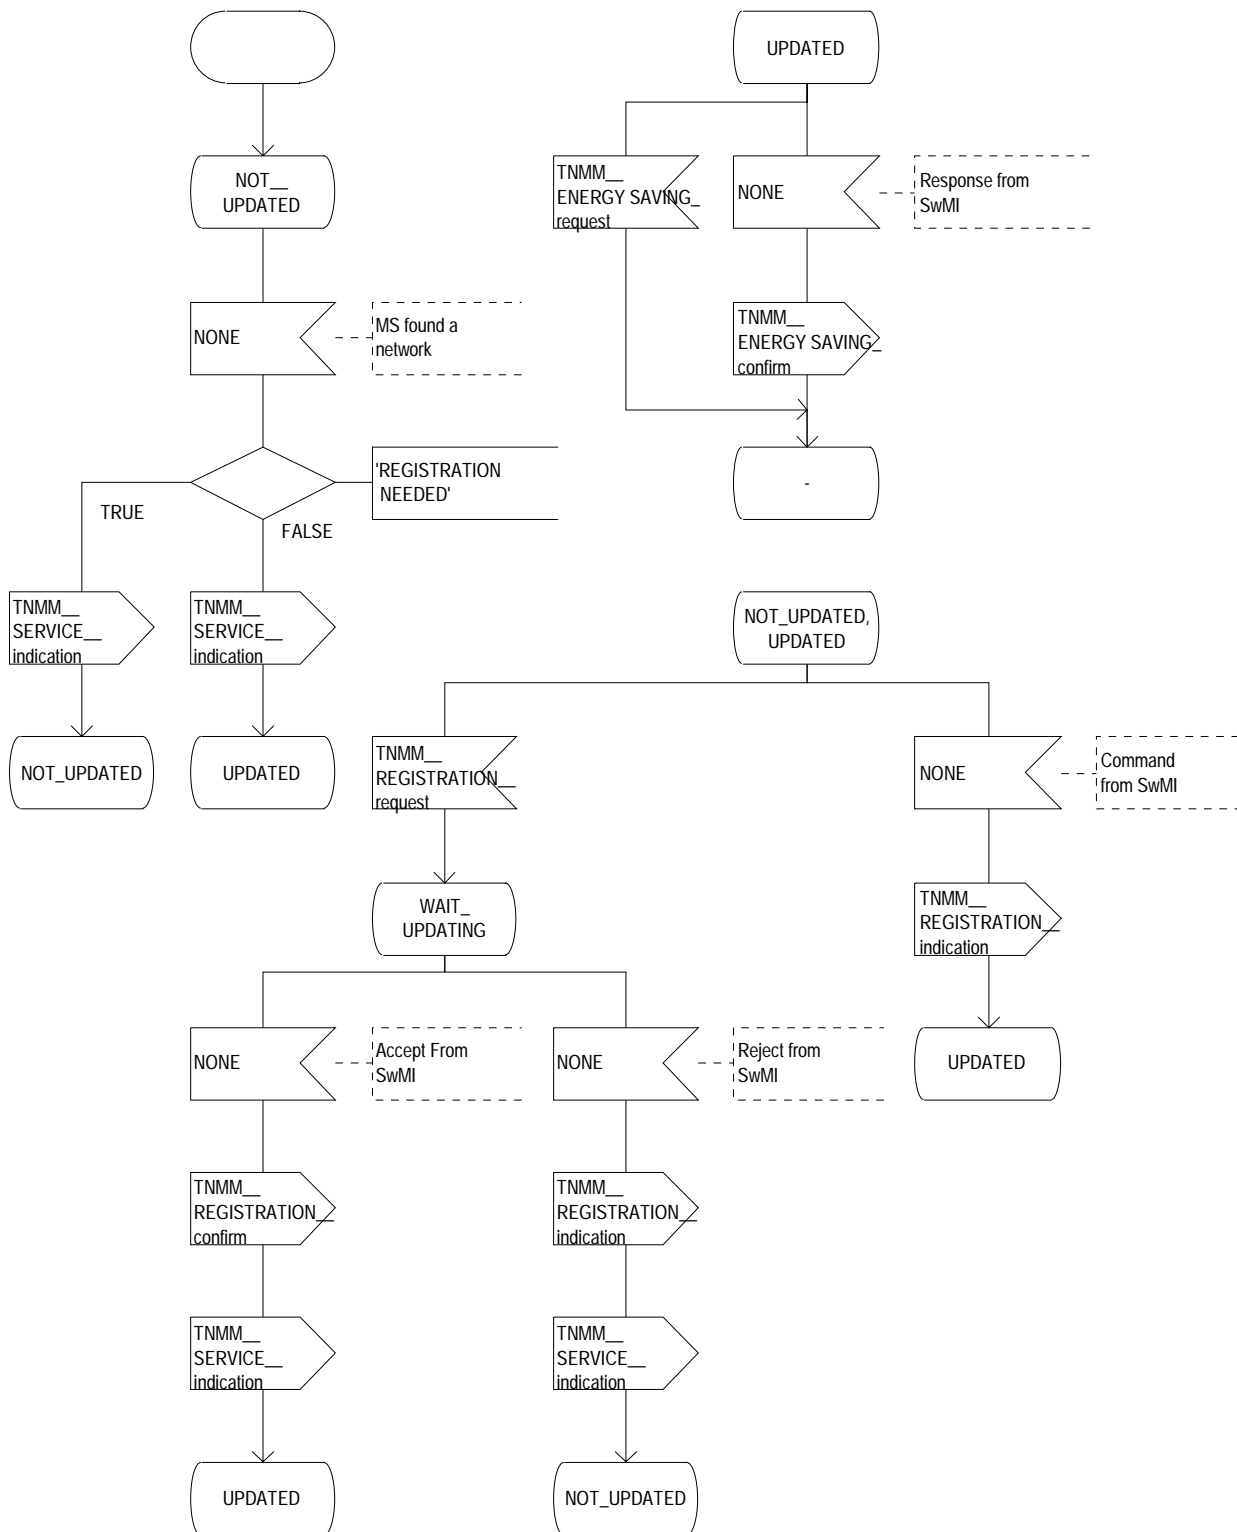 UPDATED
NOT__
UPDATED
TNMM__
ENERGY SAVING_
request
NONE
Response from
SwMI
NONE
MS found a
network
TNMM__
ENERGY SAVING_
confirm
'REGISTRATION
NEEDED'
-
TRUE
FALSE
TNMM__
SERVICE__
indication
TNMM__
SERVICE__
indication
NOT_UPDATED,
UPDATED
NOT_UPDATED
UPDATED
TNMM__
REGISTRATION__
request
NONE
Command
from SwMI
WAIT_
UPDATING
TNMM__
REGISTRATION__
indication
NONE
Accept From
SwMI
NONE
Reject from
SwMI
UPDATED
TNMM__
REGISTRATION__
confirm
TNMM__
REGISTRATION__
indication
TNMM__
SERVICE__
indication
TNMM__
SERVICE__
indication
UPDATED
NOT_UPDATED